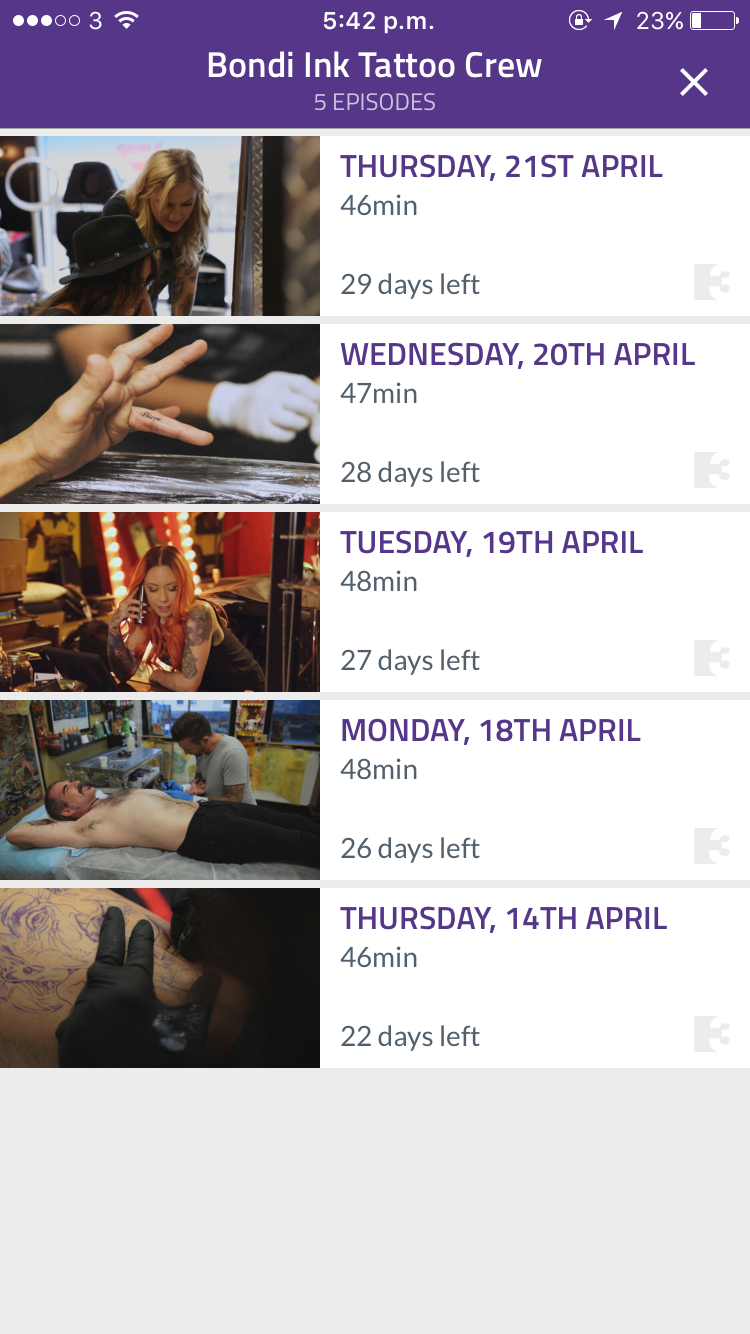 3 5:42 p.m. 23%
Bondi Ink Tattoo Crew
5 EPISODES
THURSDAY, 21ST APRIL
46min
29 days left
WEDNESDAY, 20TH APRIL
47min
28 days left
TUESDAY, 19TH APRIL
48min
27 days left
MONDAY, 18TH APRIL
48min
26 days left
THURSDAY, 14TH APRIL
46min
22 days left